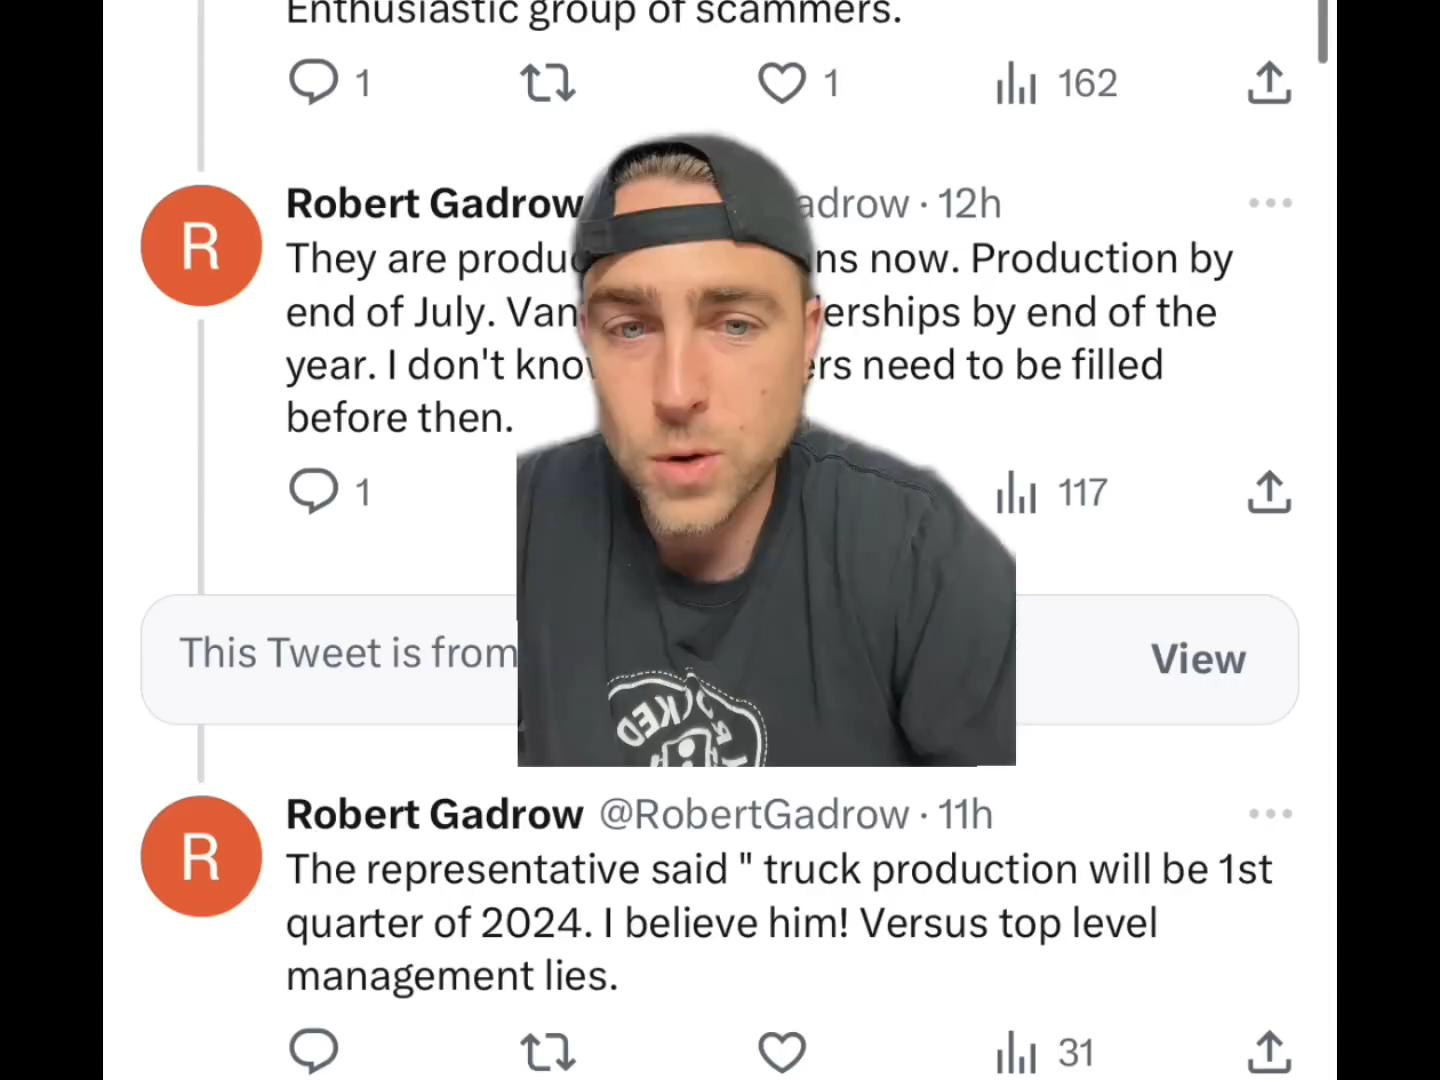 Enthusiastic group of scammers.
1 1 162
Robert Gadrow adrow · 12h
They are produ ns now. Production by
end of July. Van erships by end of the
year. I don't kno ers need to be filled
before then.
1 117
This Tweet is from
View
R
R
Robert Gadrow @RobertGadrow · 11h
The representative said " truck production will be 1st
quarter of 2024. I believe him! Versus top level
management lies.
31